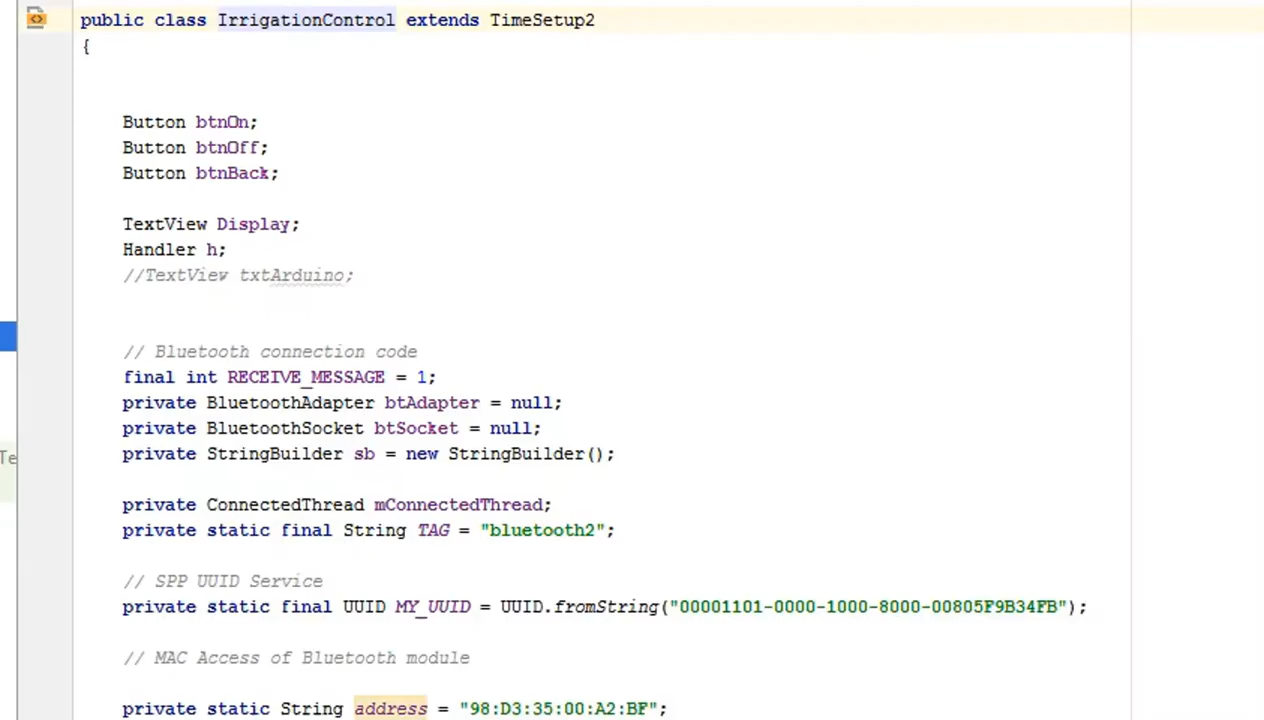 public class IrrigationControl extends TimeSetup2
{
Button btnOn;
Button btnOff;
Button btnBack;
TextView Display;
Handler h;
//TextView txtArduino;
// Bluetooth connection code
final int RECEIVE_MESSAGE = 1;
private BluetoothAdapter btAdapter = null;
private BluetoothSocket btSocket = null;
private StringBuilder sb = new StringBuilder();
Te
private ConnectedThread mConnectedThread;
private static final String TAG = "bluetooth2";
// SPP UUID Service
private static final UUID MY_UUID = UUID.fromString("00001101-0000-1000-8000-00805F9B34FB");
// MAC Access of Bluetooth module
private static String address = "98:D3:35:00:A2:BF";